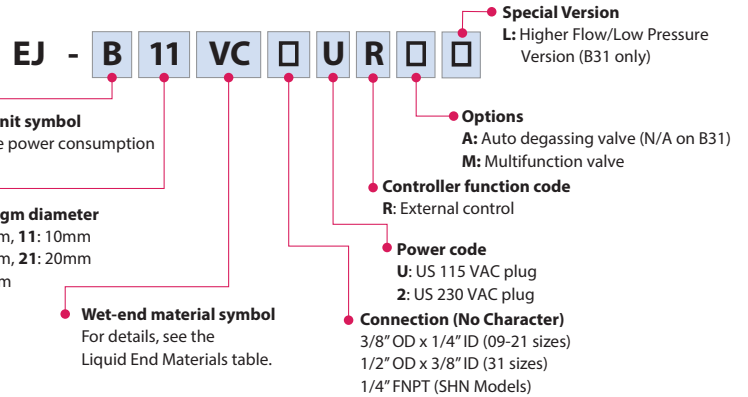 Special Version
L: Higher Flow/Low Pressure
Version (B31 only)
EJ - B 11 VC U R
Options
A: Auto degassing valve (N/A on B31)
M: Multifunction valve
Controller function code
R: External control
Power code
U: US 115 VAC plug
2: US 230 VAC plug
Connection (No Character)
3/8” OD x 1/4” ID (09-21 sizes)
1/2” OD x 3/8” ID (31 sizes)
1/4” FNPT (SHN Models)
Wet-end material symbol
For details, see the
Liquid End Materials table.
nit symbol
e power consumption
gm diameter
m, 11: 10mm
m, 21: 20mm
m